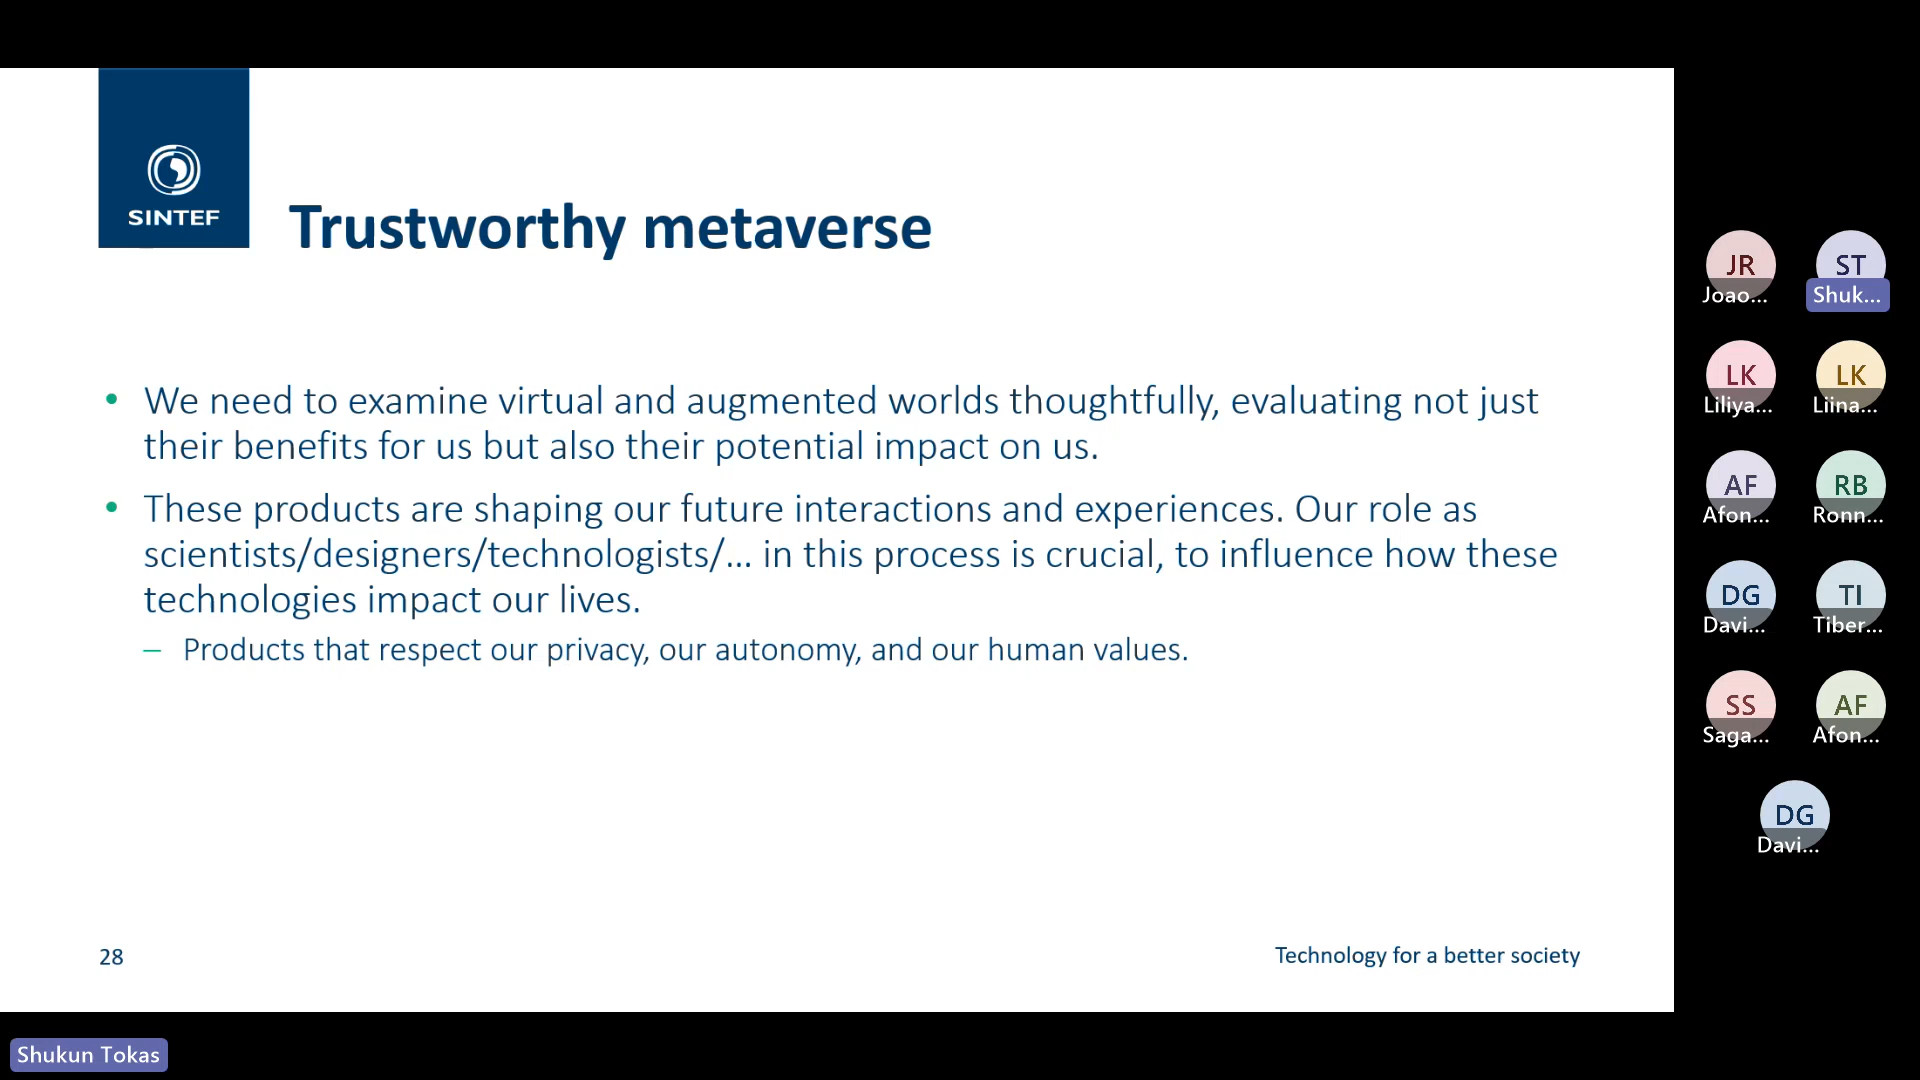 SINTEF
Trustworthy metaverse
• We need to examine virtual and augmented worlds thoughtfully, evaluating not just
their benefits for us but also their potential impact on us.
• These products are shaping our future interactions and experiences. Our role as
scientists/designers/technologists/... in this process is crucial, to influence how these
technologies impact our lives.
– Products that respect our privacy, our autonomy, and our human values.
28
Technology for a better society
JR
Joao...
ST
Shuk...
LK
Liliya...
LK
Liina...
AF
Afon...
RB
Ronn...
DG
Davi...
TI
Tiber...
SS
Saga...
AF
Afon...
DG
Davi...
Shukun Tokas